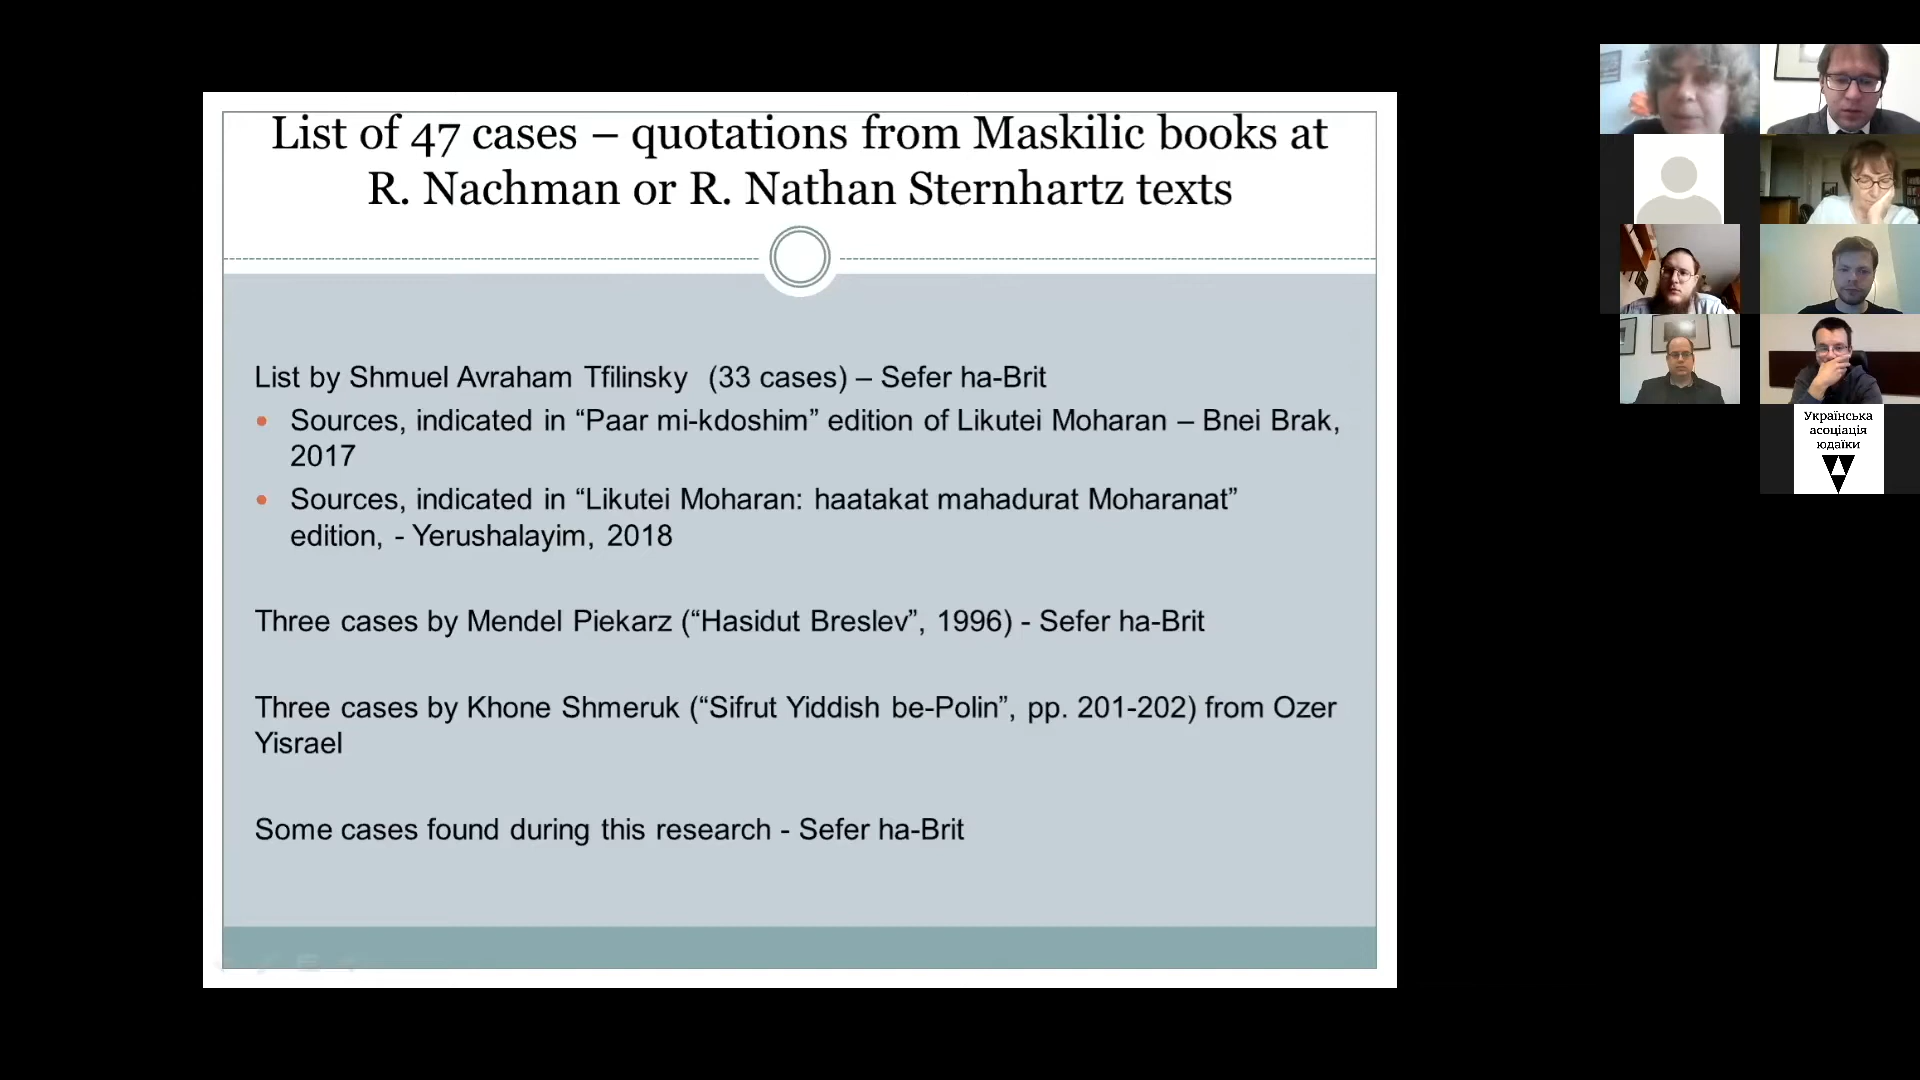 List of 47 cases – quotations from Maskilic books at
R. Nachman or R. Nathan Sternhartz texts
List by Shmuel Avraham Tfilinsky (33 cases) – Sefer ha-Brit
• Sources, indicated in “Paar mi-kdoshim” edition of Likutei Moharan – Bnei Brak,
2017
• Sources, indicated in “Likutei Moharan: haatakat mahadurat Moharanat”
edition, - Yerushalayim, 2018
Three cases by Mendel Piekarz (“Hasidut Breslev”, 1996) - Sefer ha-Brit
Three cases by Khone Shmeruk (“Sifrut Yiddish be-Polin”, pp. 201-202) from Ozer
Yisrael
Some cases found during this research - Sefer ha-Brit
Українська
асоціація
юдаїки